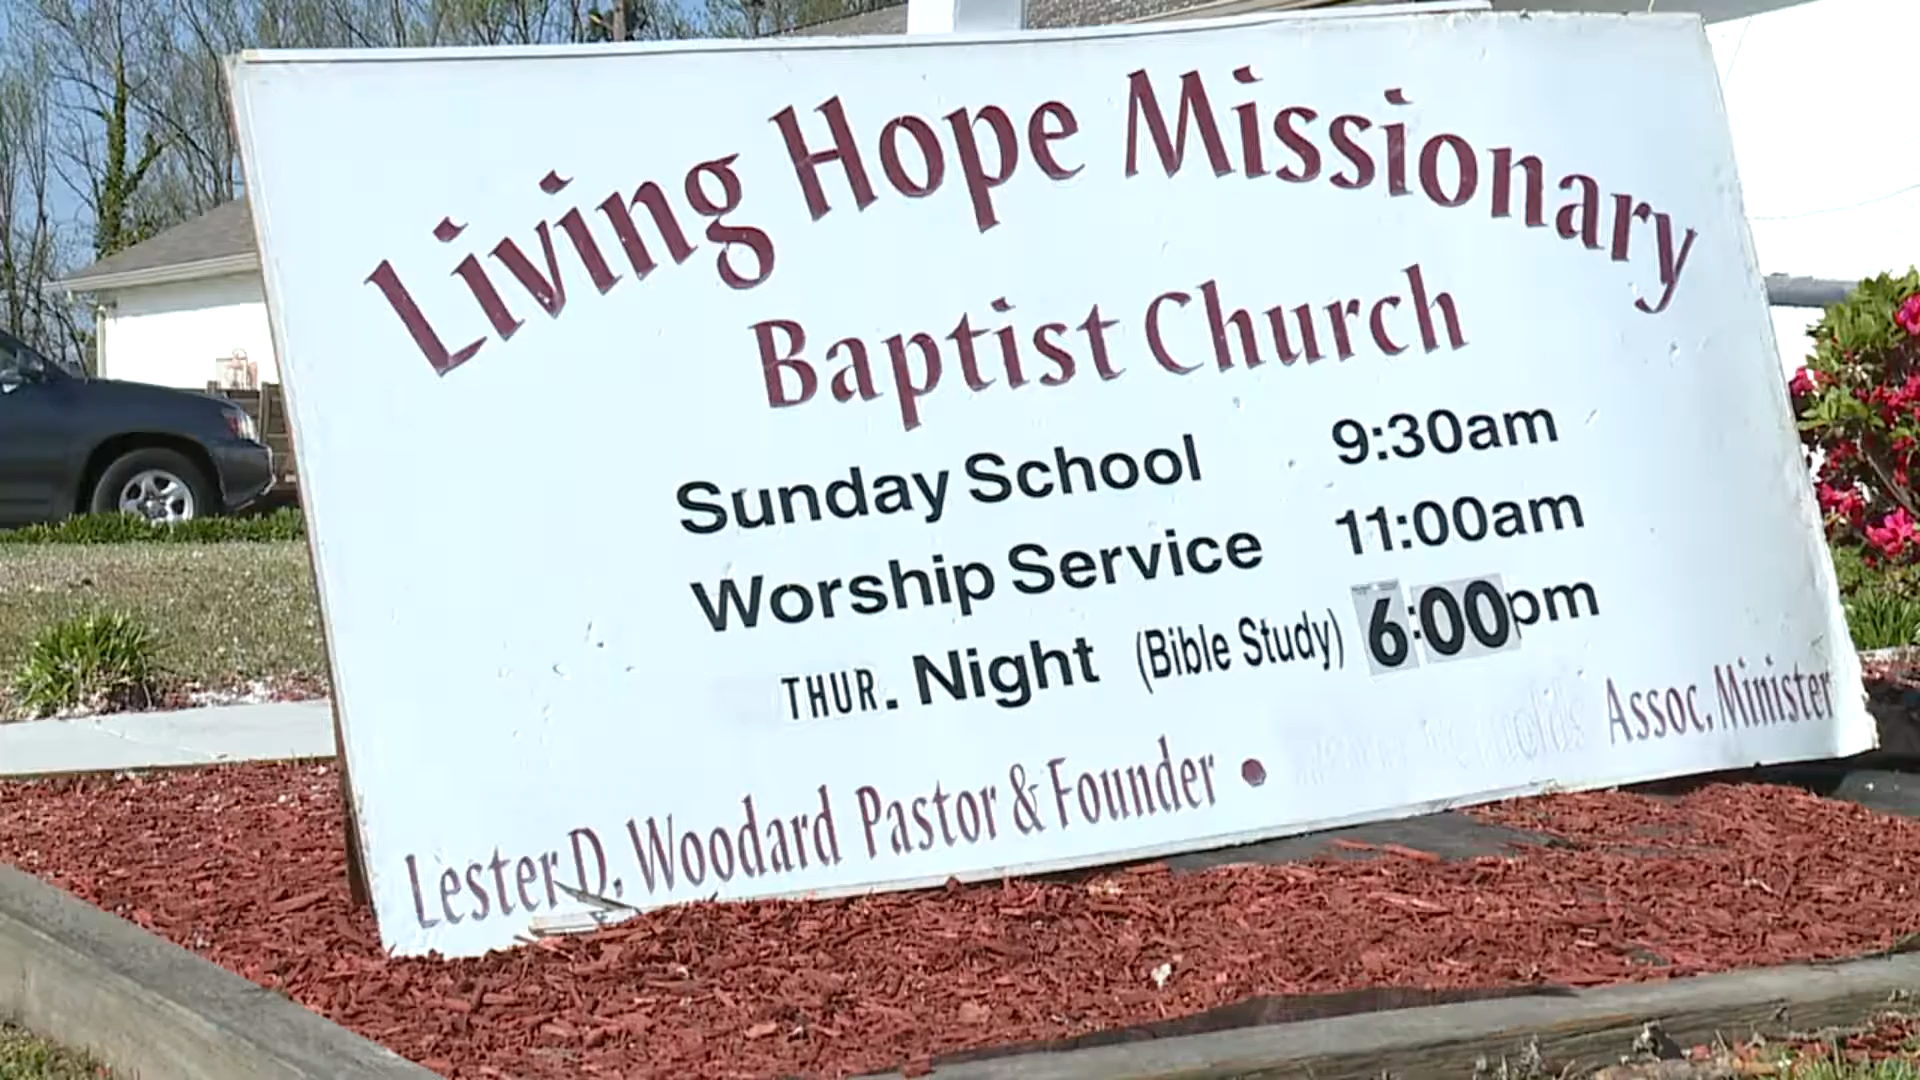 Living Hope Missionary
Baptist Church
Sunday School 9:30am
Worship Service 11:00am
THUR. Night (Bible Study) 6:00pm
Lester D. Woodard Pastor & Founder • Assoc. Minister